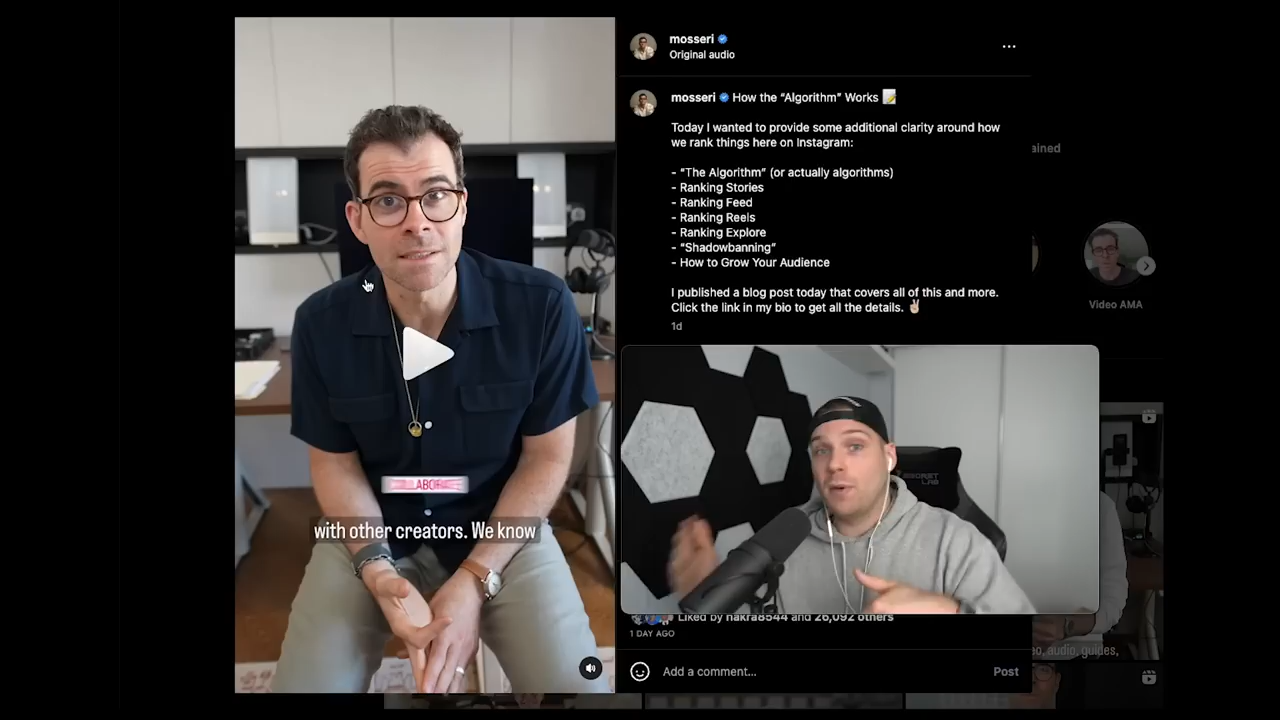 mosseri
Original audio
mosseri How the “Algorithm” Works
Today I wanted to provide some additional clarity around how
we rank things here on Instagram:
- “The Algorithm” (or actually algorithms)
- Ranking Stories
- Ranking Feed
- Ranking Reels
- Ranking Explore
- “Shadowbanning”
- How to Grow Your Audience
I published a blog post today that covers all of this and more.
Click the link in my bio to get all the details.
1d
ained
Video AMA
with other creators. We know
Liked by nakra8544 and 26,092 others
1 DAY AGO
eo, audio, guides,
Add a comment...
Post